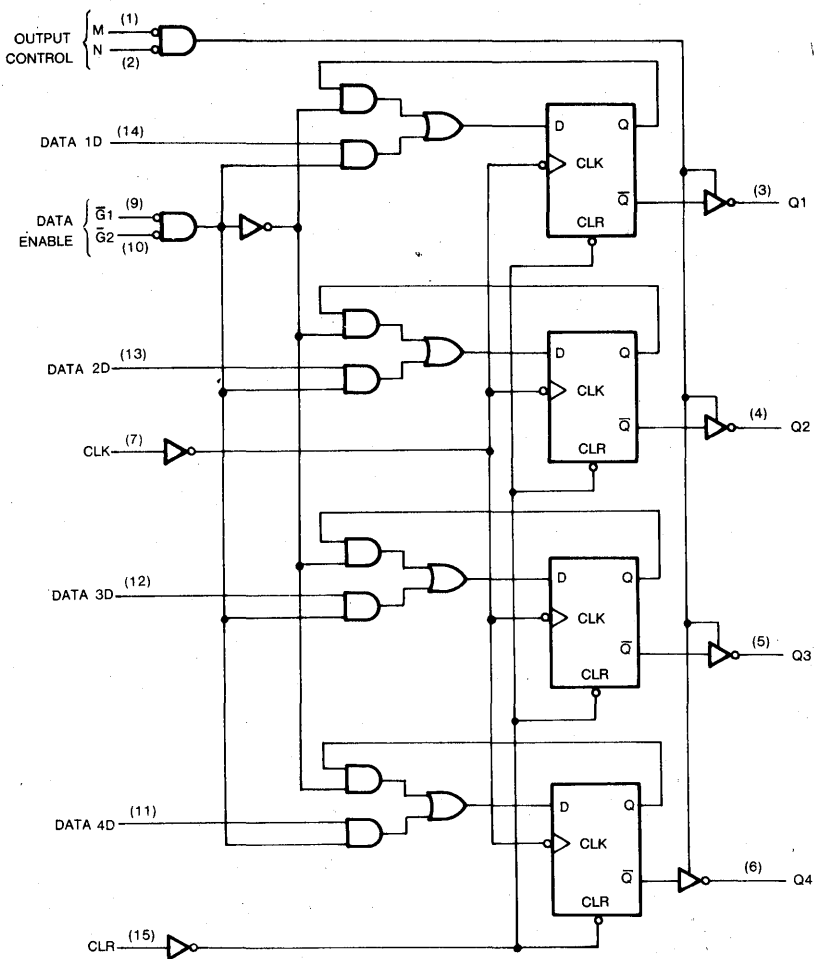 OUTPUT CONTROL
M (1)
N (2)
DATA 1D (14)
D Q
CLK
Q̅
CLR
(3) Q1
DATA ENABLE
G̅1 (9)
G̅2 (10)
DATA 2D (13)
D Q
CLK
Q̅
CLR
(4) Q2
CLK (7)
DATA 3D (12)
D Q
CLK
Q̅
CLR
(5) Q3
DATA 4D (11)
D Q
CLK
Q̅
CLR
(6) Q4
CLR (15)